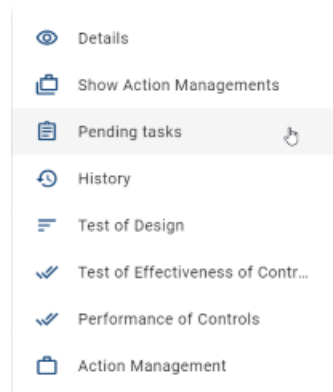 Details
Show Action Managements
Pending tasks
History
Test of Design
Test of Effectiveness of Contr...
Performance of Controls
Action Management